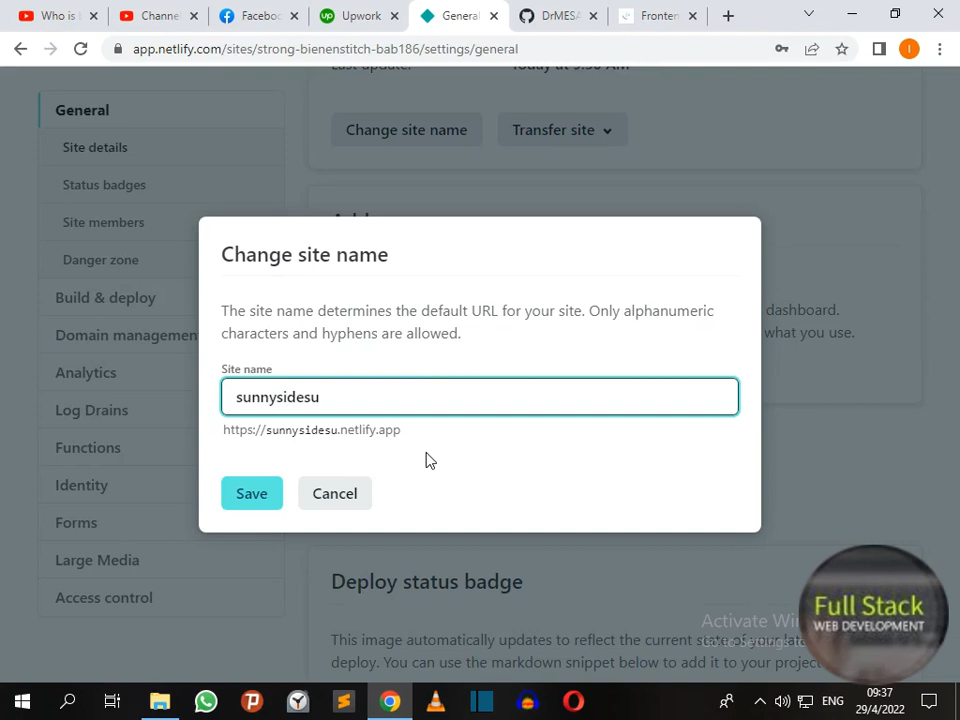 Who is
Channe
Faceboo
Upwork
General
DrMESA
Fronten
app.netlify.com/sites/strong-bienenstitch-bab186/settings/general
General
Site details
Status badges
Site members
Danger zone
Build & deploy
Domain managemen
Analytics
Log Drains
Functions
Identity
Forms
Large Media
Access control
Change site name
Transfer site
Change site name
The site name determines the default URL for your site. Only alphanumeric
characters and hyphens are allowed.
Site name
sunnysidesu
https://sunnysidesu.netlify.app
Save
Cancel
dashboard.
what you use.
Deploy status badge
This image automatically updates to reflect the current state of your
deploy. You can use the markdown snippet below to add it to your project
Full Stack
WEB DEVELOPMENT
ENG
09:37
29/4/2022